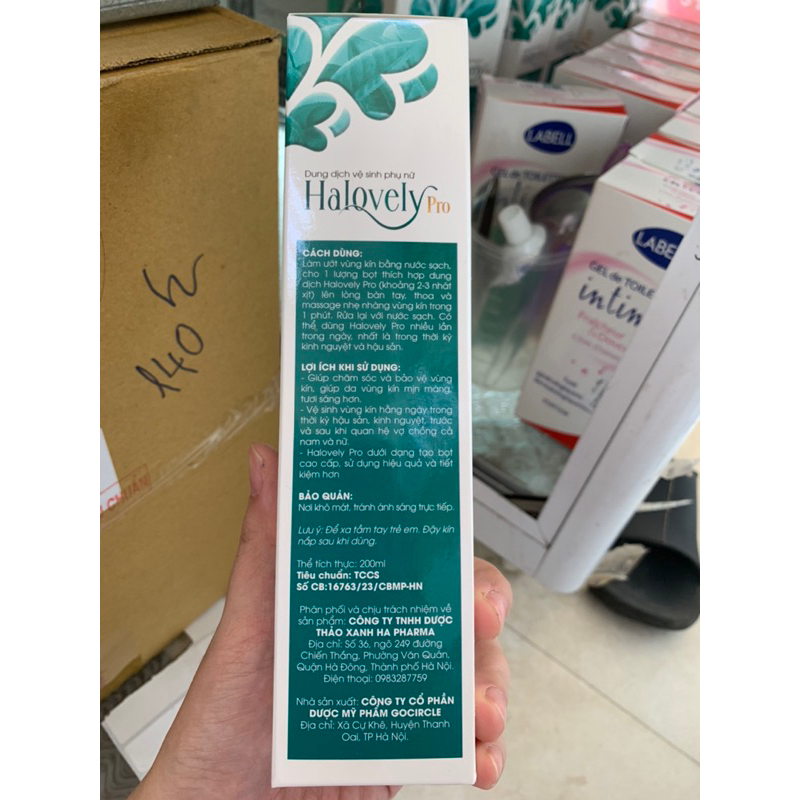 Dung dịch vệ sinh phụ nữ
Halovely Pro
CÁCH DÙNG:
Làm ướt vùng kín bằng nước sạch,
cho 1 lượng bọt thích hợp dung
dịch Halovely Pro (khoảng 2-3 nhát
xịt) lên lòng bàn tay, thoa và
massage nhẹ nhàng vùng kín trong
1 phút. Rửa lại với nước sạch. Có
thể dùng Halovely Pro nhiều lần
trong ngày, nhất là trong thời kỳ
kinh nguyệt và hậu sản.
LỢI ÍCH KHI SỬ DỤNG:
- Giúp chăm sóc và bảo vệ vùng
kín, giúp da vùng kín mịn màng,
tươi sáng hơn.
- Vệ sinh vùng kín hằng ngày trong
thời kỳ hậu sản, kinh nguyệt, trước
và sau khi quan hệ vợ chồng cả
nam và nữ.
- Halovely Pro dưới dạng tạo bọt
cao cấp, sử dụng hiệu quả và tiết
kiệm hơn
BẢO QUẢN:
Nơi khô mát, tránh ánh sáng trực tiếp.
Lưu ý: Để xa tầm tay trẻ em. Đậy kín
nắp sau khi dùng.
Thể tích thực: 200ml
Tiêu chuẩn: TCCS
Số CB:16763/23/CBMP-HN
Phân phối và chịu trách nhiệm về
sản phẩm: CÔNG TY TNHH DƯỢC
THẢO XANH HA PHARMA
Địa chỉ: Số 36, ngõ 249 đường
Chiến Thắng, Phường Văn Quán,
Quận Hà Đông, Thành phố Hà Nội.
Điện thoại: 0983287759
Nhà sản xuất: CÔNG TY CỔ PHẦN
DƯỢC MỸ PHẨM GOCIRCLE
Địa chỉ: Xã Cự Khê, Huyện Thanh
Oai, TP Hà Nội.
140
CHUẨN
LABELL
GEL de
LABELL
GEL de TOILE
intim